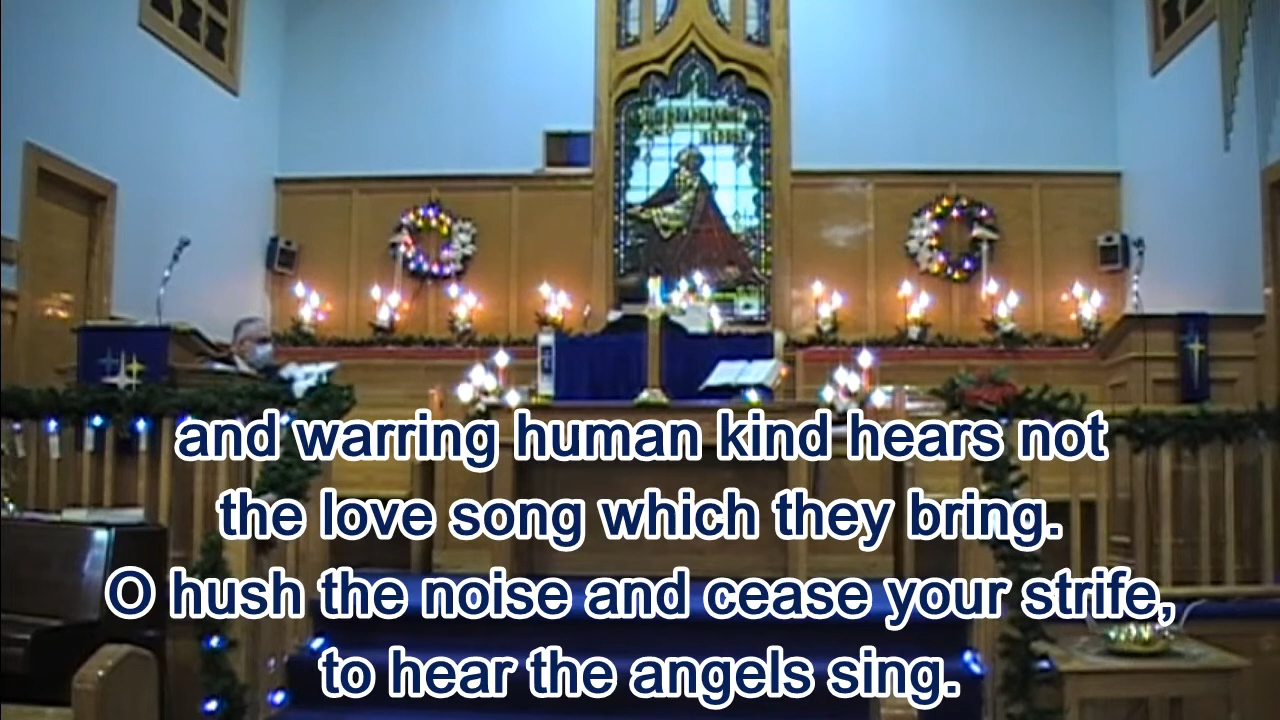 and warring human kind hears not
the love song which they bring.
O hush the noise and cease your strife,
to hear the angels sing.